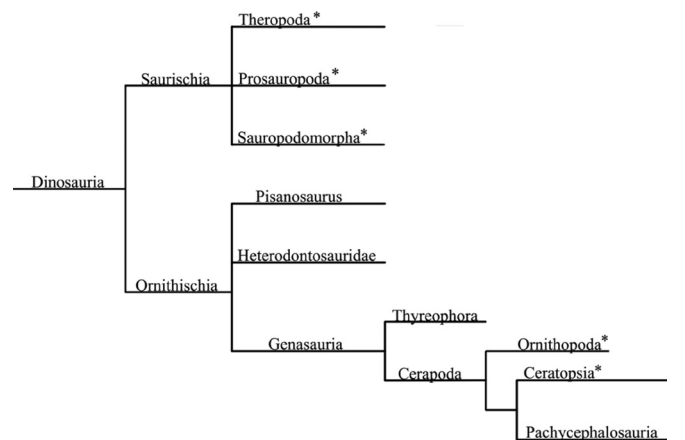 Theropoda*
Saurischia
Prosauropoda*
Sauropodomorpha*
Dinosauria
Pisanosaurus
Heterodontosauridae
Ornithischia
Thyreophora
Genasauria
Ornithopoda*
Cerapoda
Ceratopsia*
Pachycephalosauria